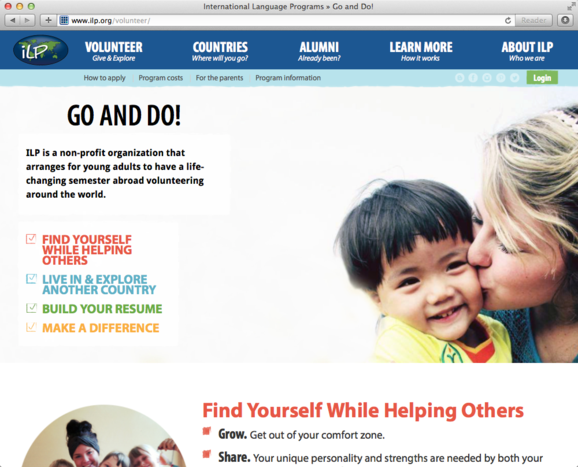 International Language Programs » Go and Do!
www.ilp.org/volunteer/
Reader
iLP
VOLUNTEER
Give & Explore
COUNTRIES
Where will you go?
ALUMNI
Already been?
LEARN MORE
How it works
ABOUT ILP
Who we are
How to apply
Program costs
For the parents
Program information
Login
GO AND DO!
ILP is a non-profit organization that
arranges for young adults to have a life-
changing semester abroad volunteering
around the world.
FIND YOURSELF
WHILE HELPING
OTHERS
LIVE IN & EXPLORE
ANOTHER COUNTRY
BUILD YOUR RESUME
MAKE A DIFFERENCE
Find Yourself While Helping Others
Grow. Get out of your comfort zone.
Share. Your unique personality and strengths are needed by both your